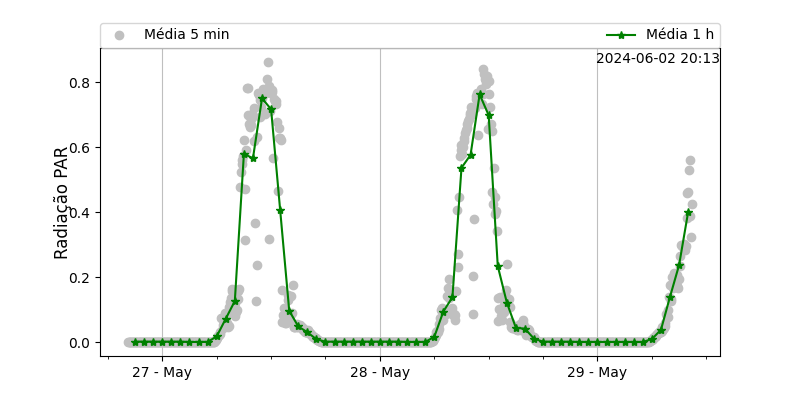 Média 5 min
Média 1 h
2024-06-02 20:13
Radiação PAR
0.8
0.6
0.4
0.2
0.0
27 - May
28 - May
29 - May